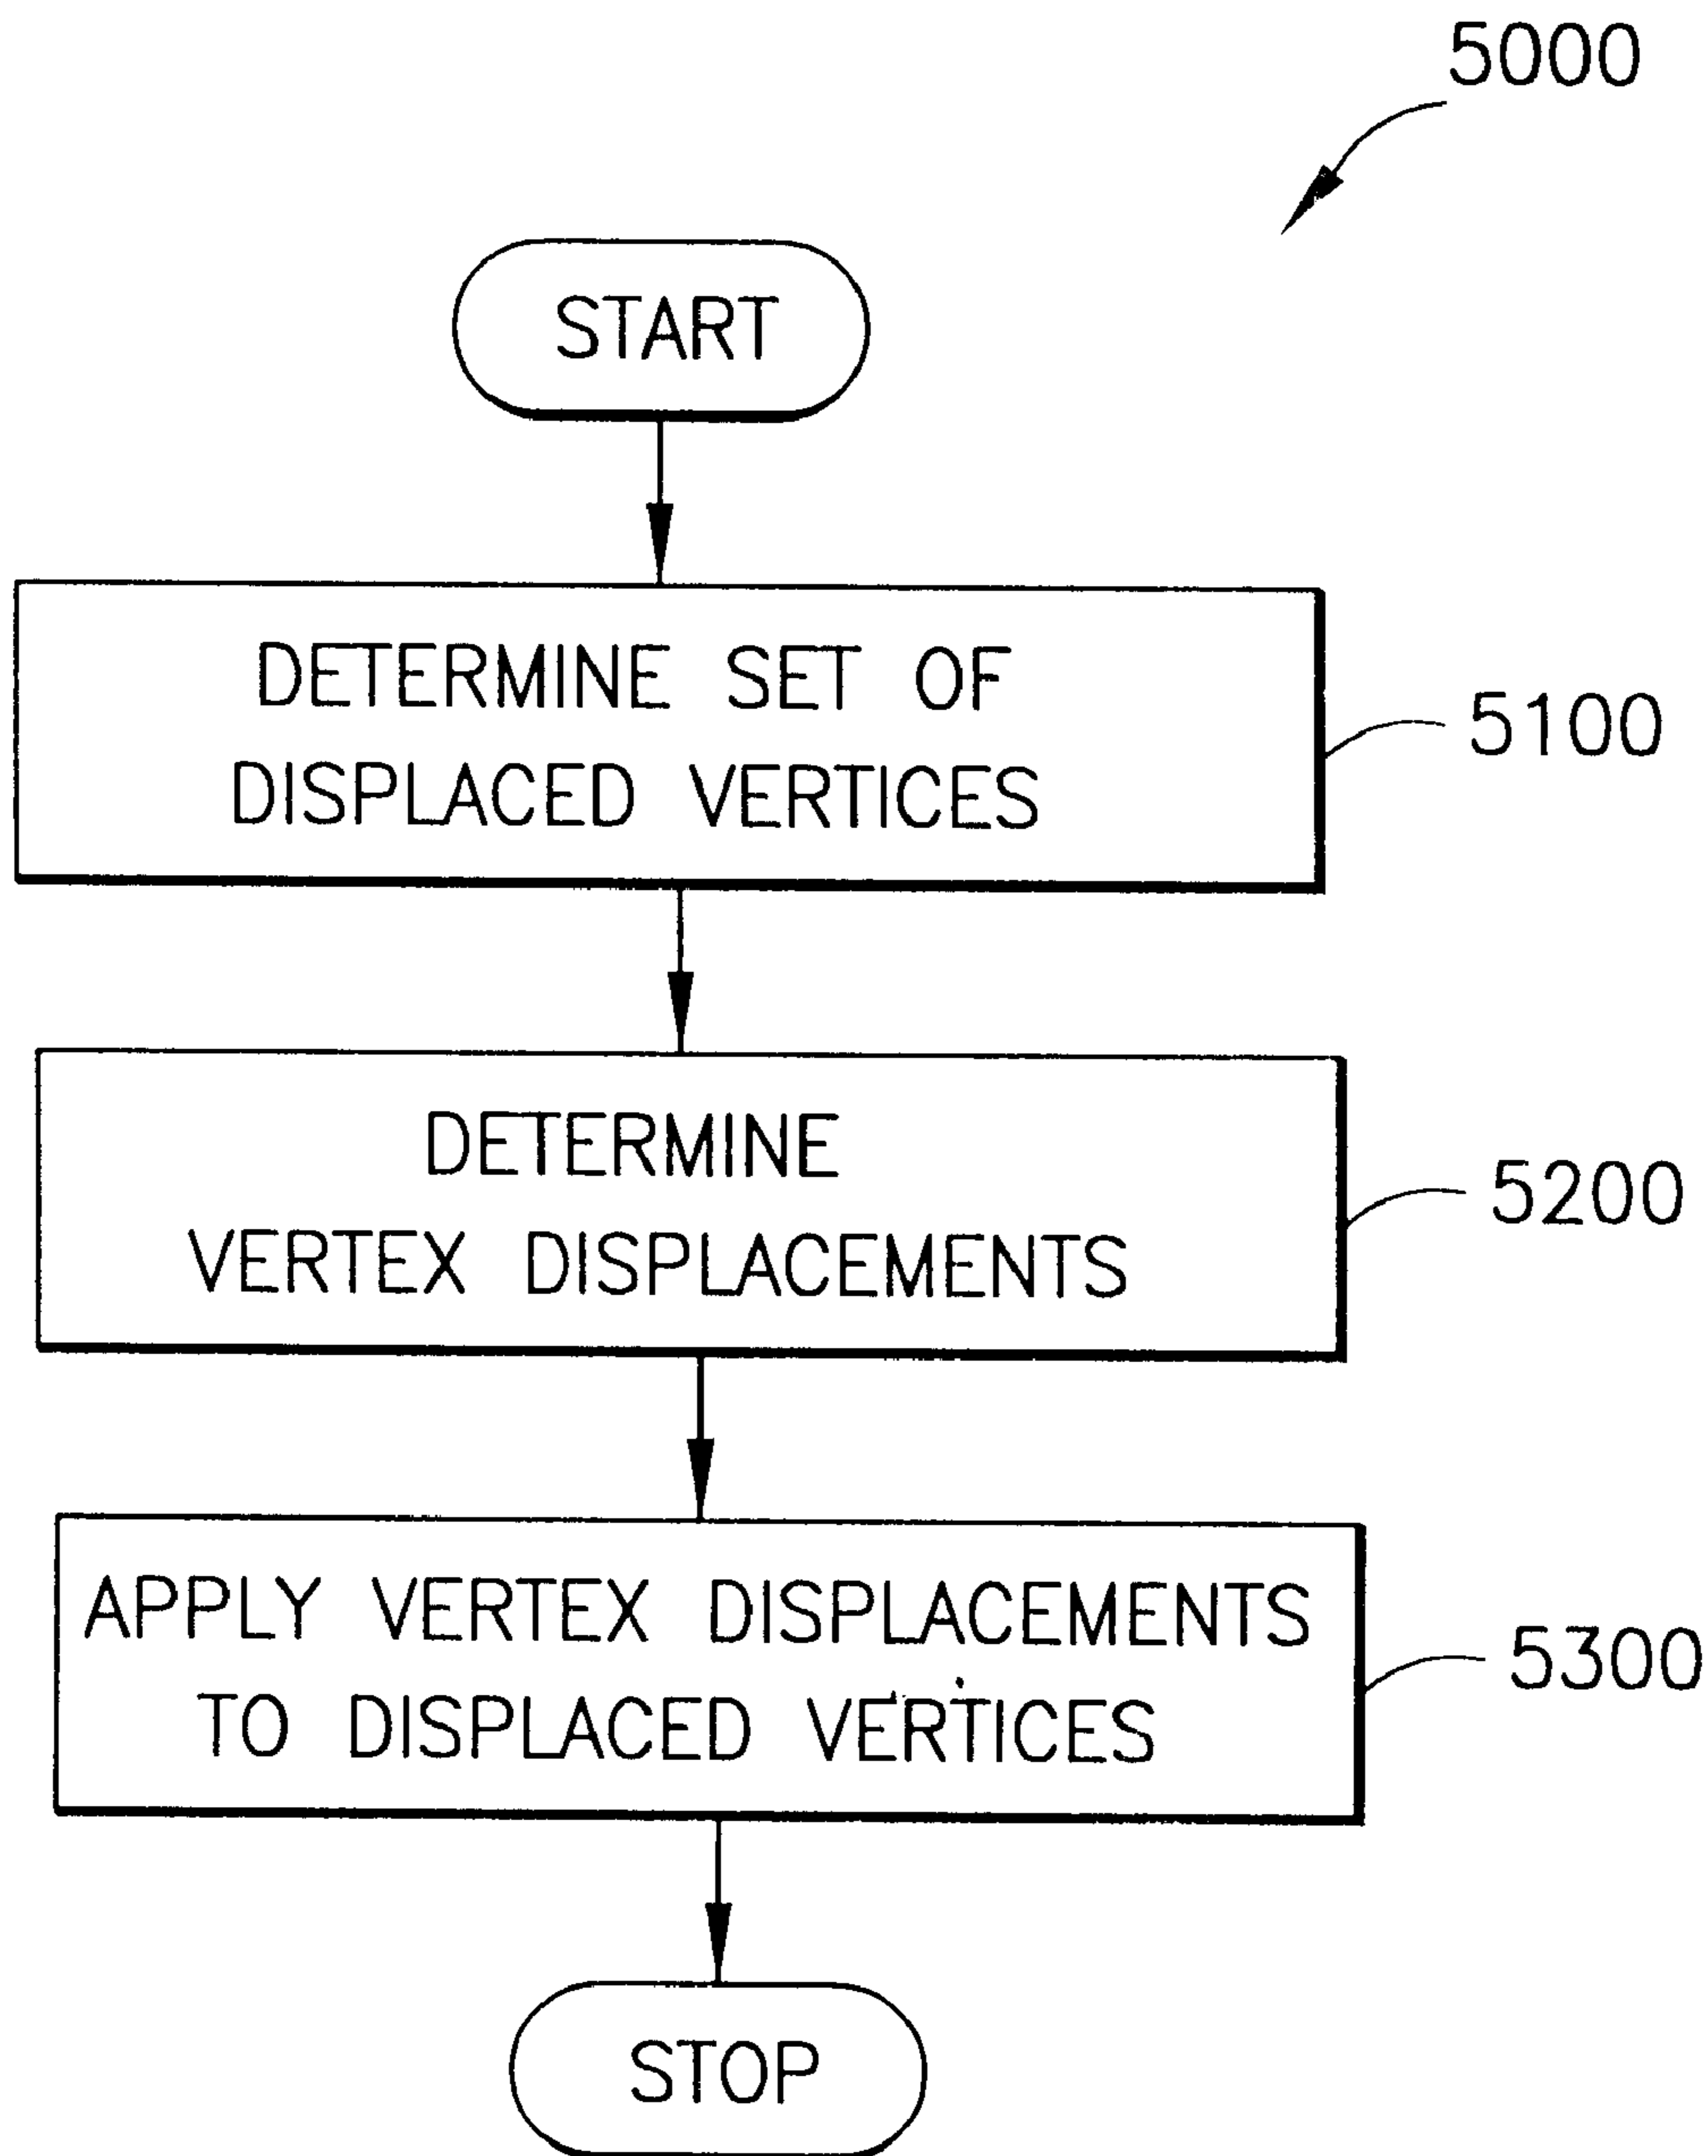 5000
START
DETERMINE SET OF
DISPLACED VERTICES
5100
DETERMINE
VERTEX DISPLACEMENTS
5200
APPLY VERTEX DISPLACEMENTS
TO DISPLACED VERTICES
5300
STOP